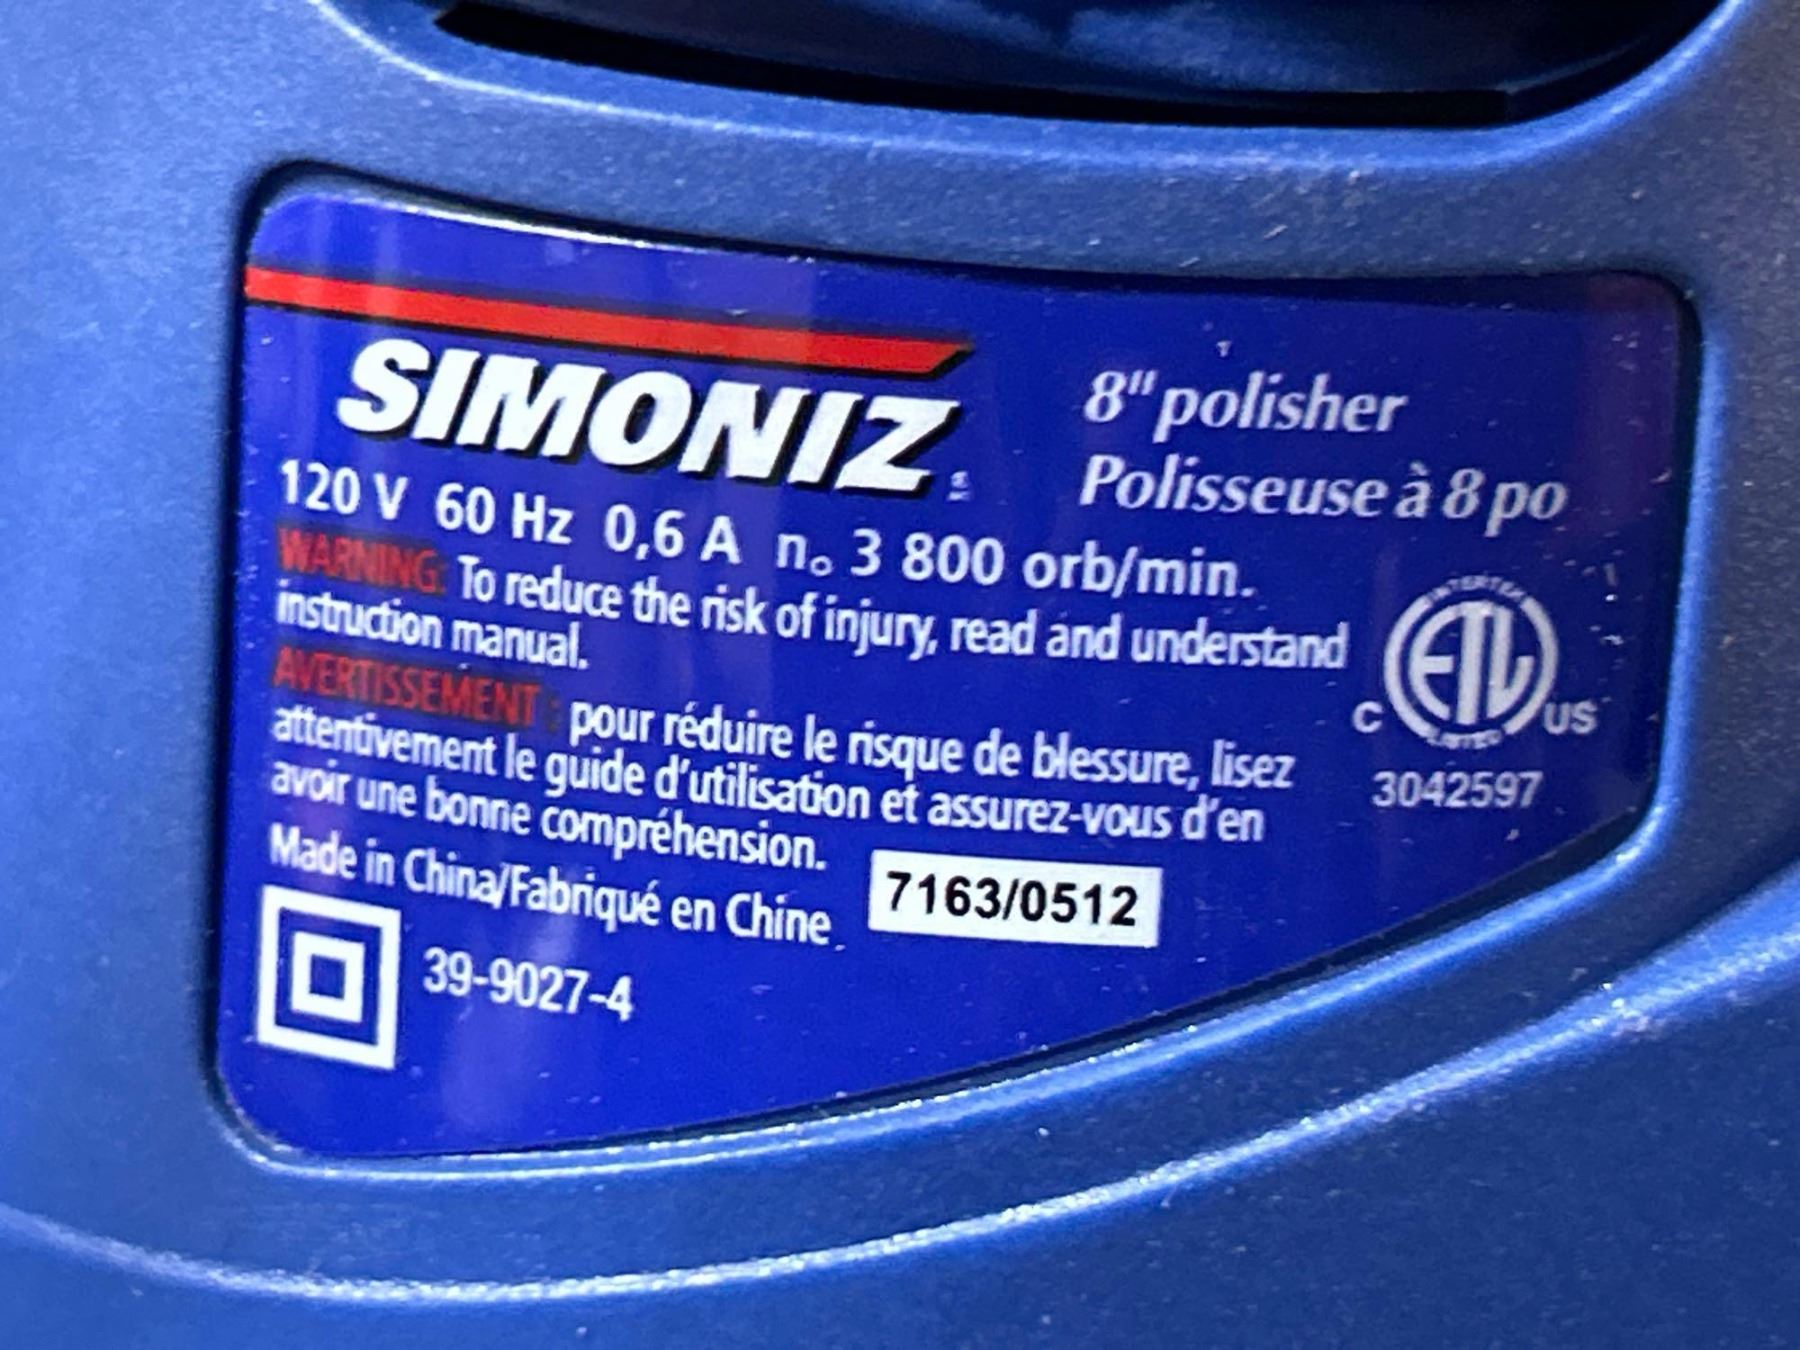 SIMONIZ
8" polisher
Polisseuse à 8 po
120 V 60 Hz 0,6 A n₀ 3 800 orb/min.
WARNING: To reduce the risk of injury, read and understand
instruction manual.
AVERTISSEMENT : pour réduire le risque de blessure, lisez
attentivement le guide d'utilisation et assurez-vous d'en
avoir une bonne compréhension.
Made in China/Fabriqué en Chine
7163/0512
39-9027-4
INTERTEK
ETL
C US
LISTED
3042597